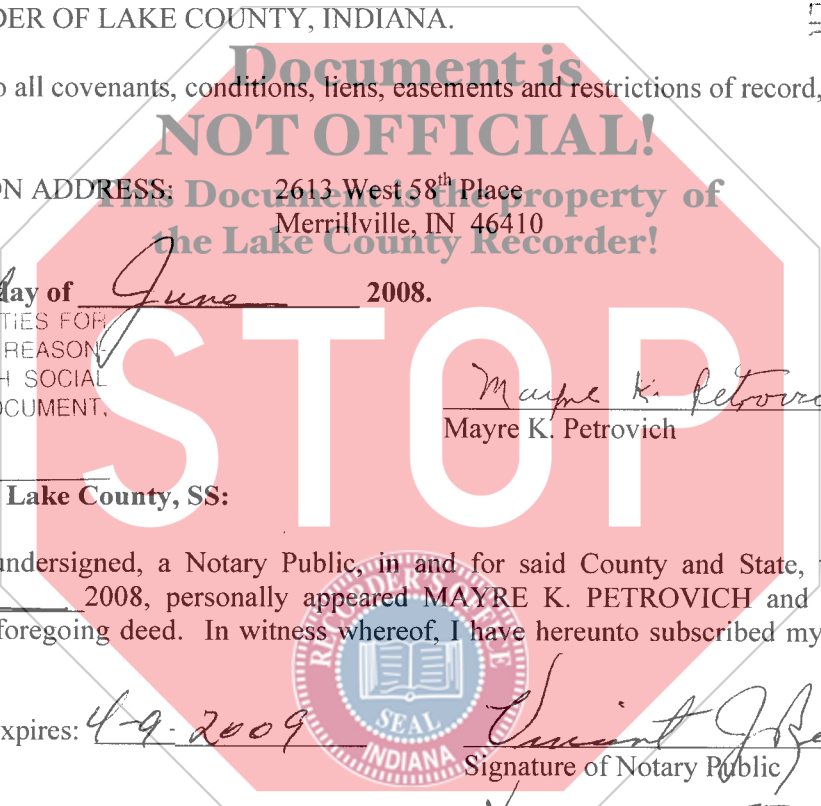 DER OF LAKE COUNTY, INDIANA.
Document is
o all covenants, conditions, liens, easements and restrictions of record,
NOT OFFICIAL!
ON ADDRESS: 2613 West 58th Place
This Document is the property of
Merrillville, IN 46410
the Lake County Recorder!
day of June 2008.
TIES FOR
REASON-
H SOCIAL
OCUMENT,
STOP
Mayre K. Petrovic
Mayre K. Petrovich
Lake County, SS:
undersigned, a Notary Public, in and for said County and State,
2008, personally appeared MAYRE K. PETROVICH and
foregoing deed. In witness whereof, I have hereunto subscribed my
RECORDER'S OFFICE
SEAL
INDIANA
xpires: 4-9-2009
Vincent J.
Signature of Notary Public